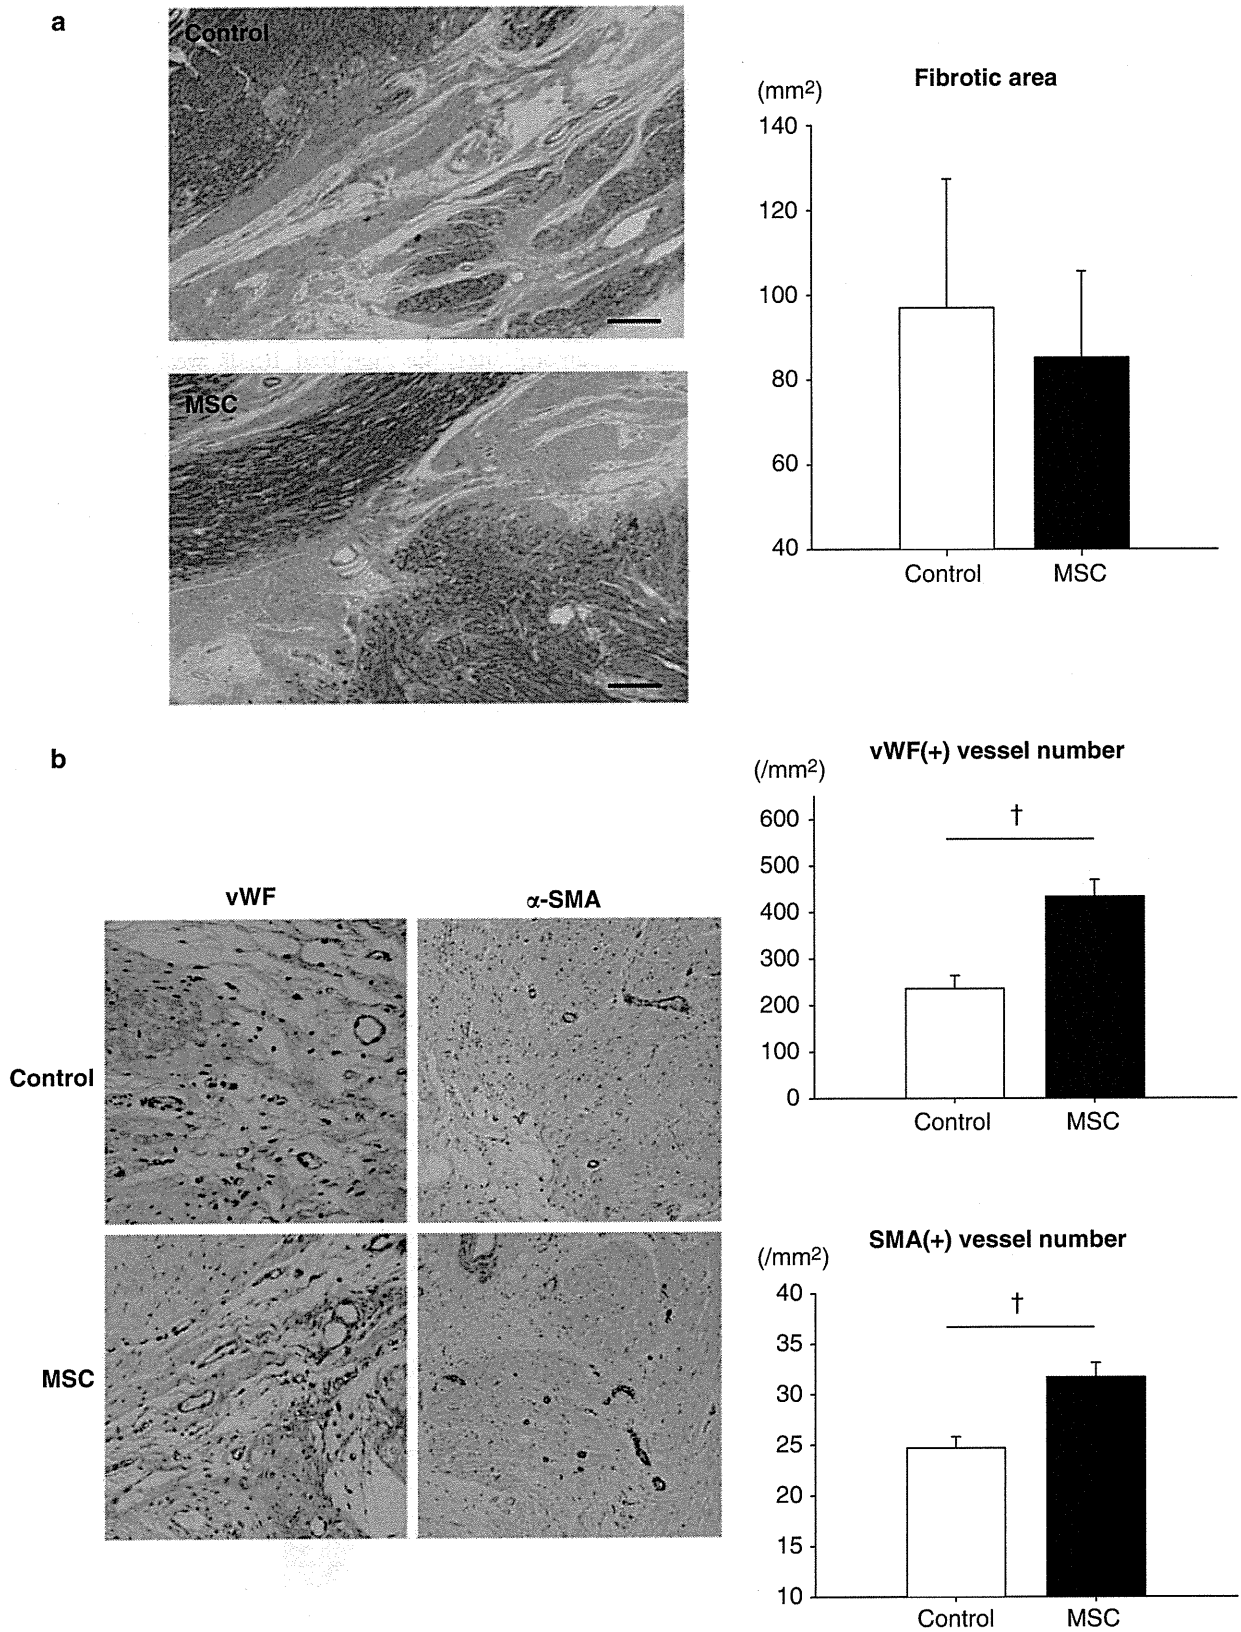 a
Control
MSC
Fibrotic area
(mm²)
140
120
100
80
60
40
Control MSC
b
vWF α-SMA
Control
MSC
vWF(+) vessel number
(/mm²)
†
600
500
400
300
200
100
0
Control MSC
SMA(+) vessel number
(/mm²)
†
40
35
30
25
20
15
10
Control MSC